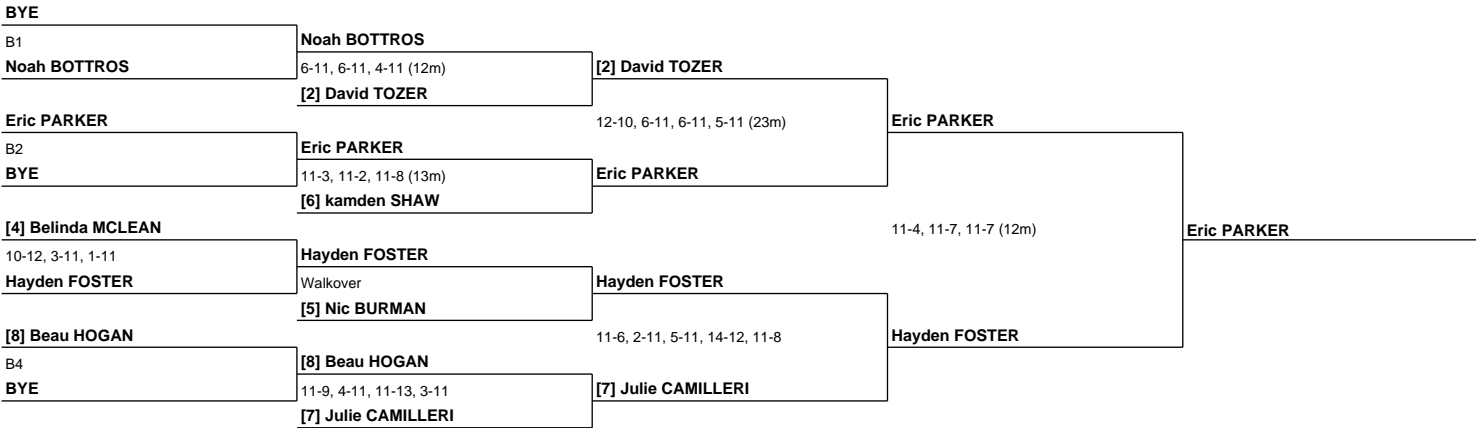 BYE
B1
Noah BOTTROS
Eric PARKER
B2
BYE
[4] Belinda MCLEAN
10-12, 3-11, 1-11
Hayden FOSTER
[8] Beau HOGAN
B4
BYE
Noah BOTTROS
6-11, 6-11, 4-11 (12m)
[2] David TOZER
Eric PARKER
11-3, 11-2, 11-8 (13m)
[6] kamden SHAW
Hayden FOSTER
Walkover
[5] Nic BURMAN
[8] Beau HOGAN
11-9, 4-11, 11-13, 3-11
[7] Julie CAMILLERI
[2] David TOZER
12-10, 6-11, 6-11, 5-11 (23m)
Eric PARKER
Hayden FOSTER
11-6, 2-11, 5-11, 14-12, 11-8
[7] Julie CAMILLERI
Eric PARKER
11-4, 11-7, 11-7 (12m)
Hayden FOSTER
Eric PARKER